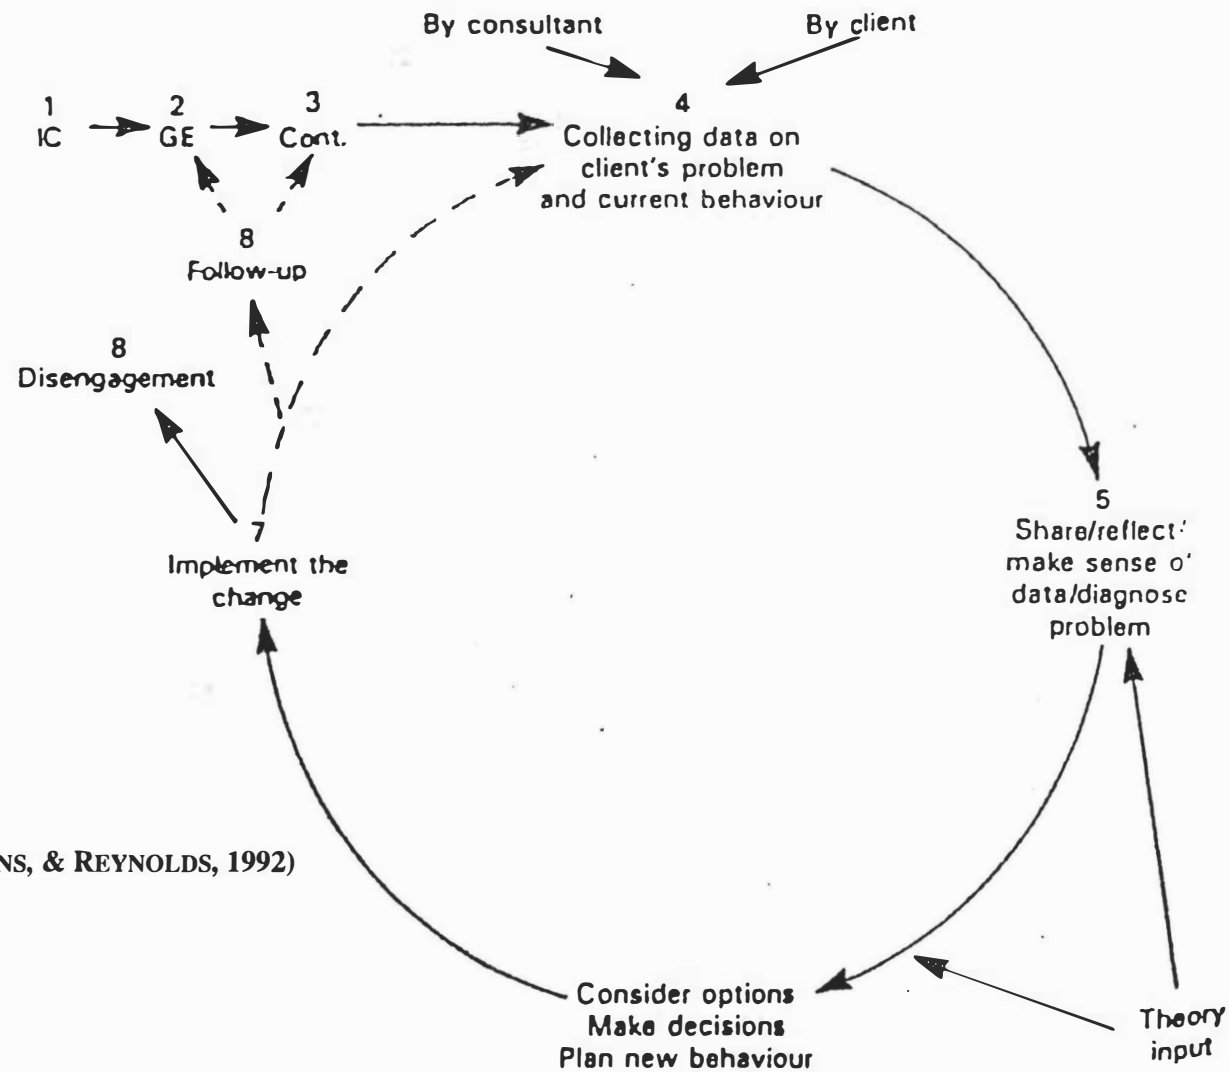 By consultant
By client
1
IC
2
GE
3
Cont.
4
Collecting data on
client's problem
and current behaviour
8
Follow-up
8
Disengagement
7
Implement the
change
5
Share/reflect/
make sense o
data/diagnose
problem
NS, & REYNOLDS, 1992)
Consider options
Make decisions
Plan new behaviour
Theory
input